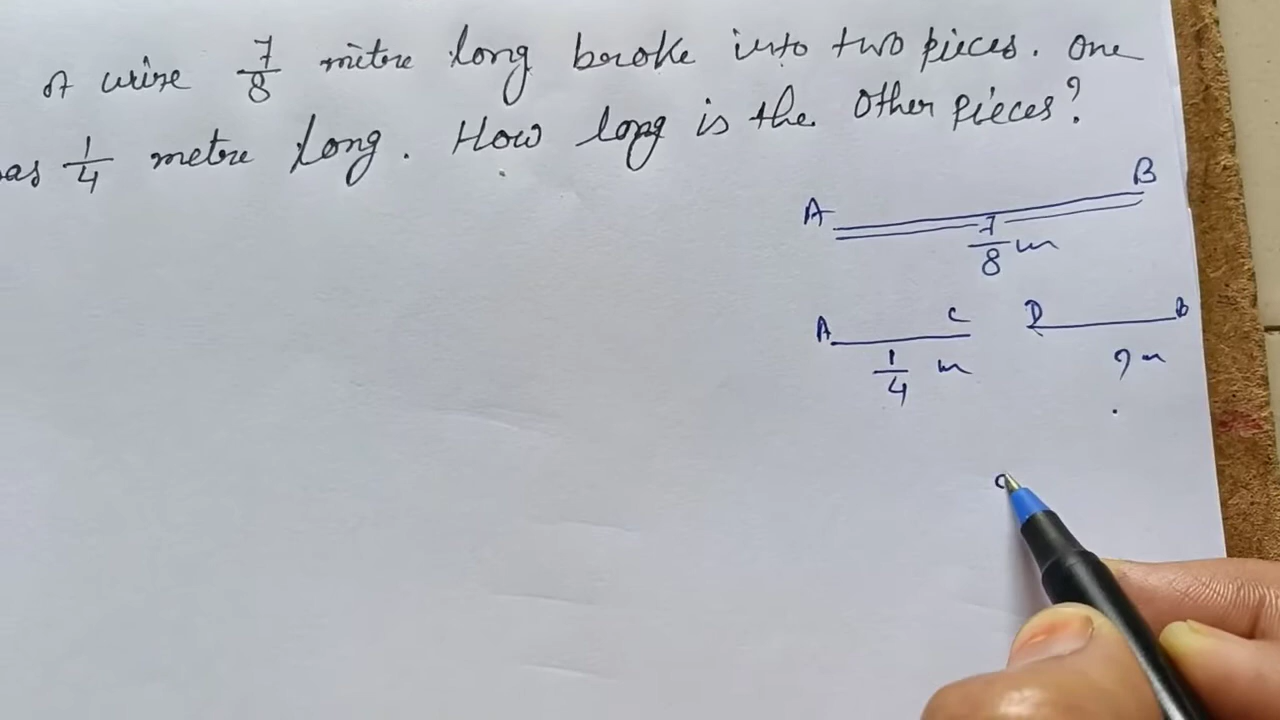 A wire 7/8 metre long broke into two pieces. One
was 1/4 metre long. How long is the Other pieces?
A B
7/8 m
A C D B
1/4 m ? m